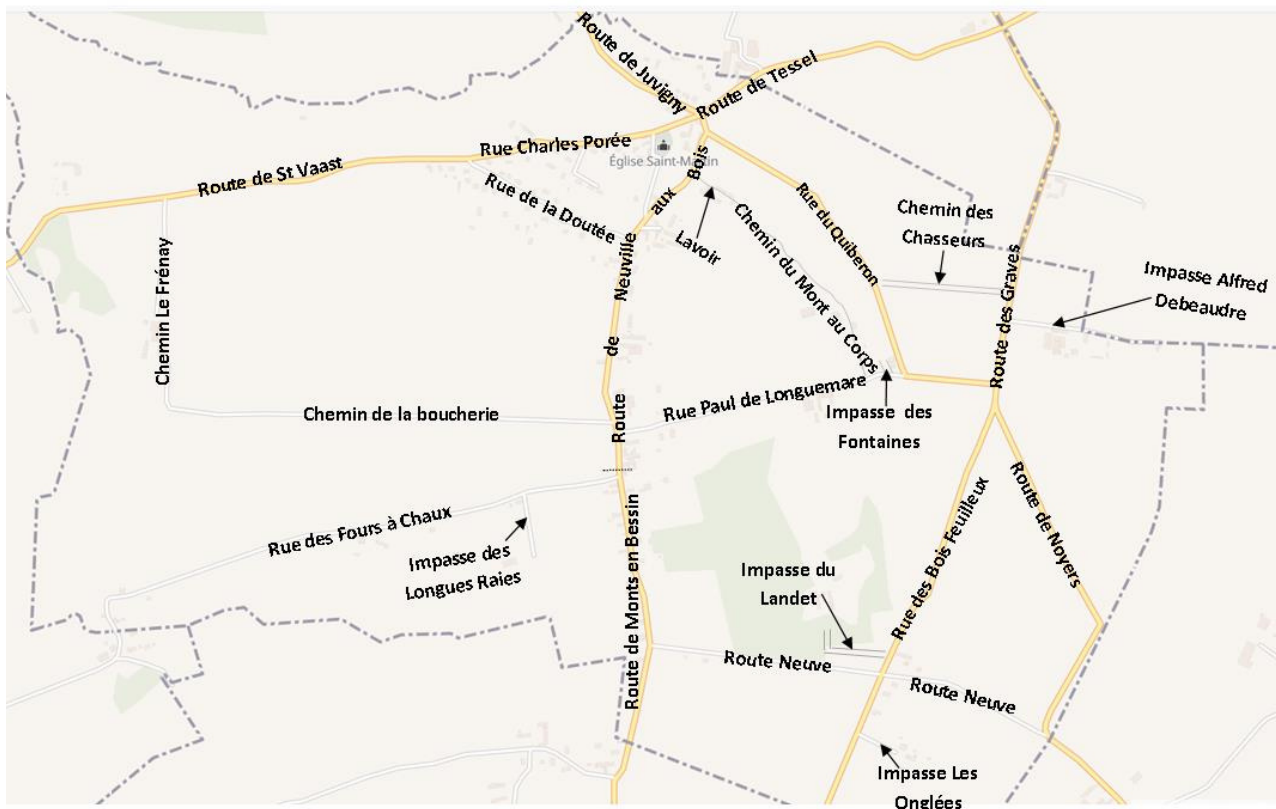 Route de Juvigny
Route de Tessel
Rue Charles Porée
Église Saint-Martin
Route de St Vaast
Rue de la Doutée
Route de Neuville aux Bois
Lavoir
Chemin du Mont au Corps
Rue du Quiberon
Chemin des
Chasseurs
Route des Graves
Impasse Alfred
Debeaudre
Chemin Le Frénay
Chemin de la boucherie
Rue Paul de Longuemare
Impasse des
Fontaines
Rue des Fours à Chaux
Impasse des
Longues Raies
Route de Monts en Bessin
Impasse du
Landet
Rue des Bois Feuilleux
Route de Noyers
Route Neuve
Route Neuve
Impasse Les
Onglées